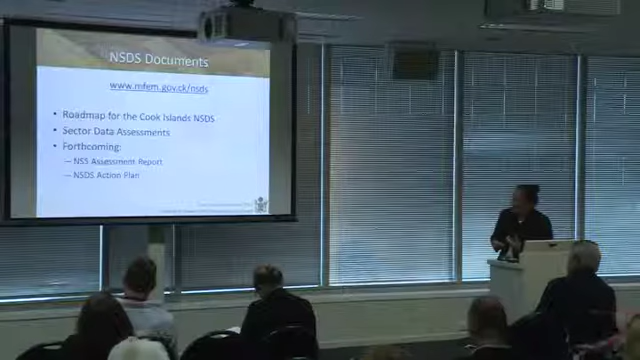 NSDS Documents
www.mfem.gov.ck/nsds
• Roadmap for the Cook Islands NSDS
• Sector Data Assessments
• Forthcoming:
– NSS Assessment Report
– NSDS Action Plan